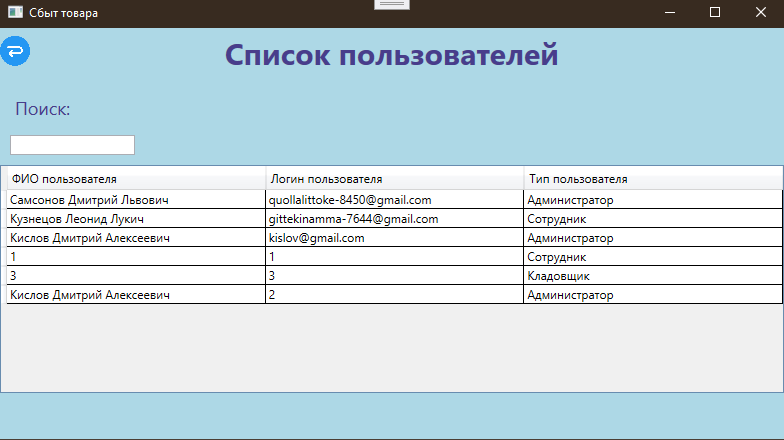 Сбыт товара
Список пользователей
Поиск:
ФИО пользователя Логин пользователя Тип пользователя
Самсонов Дмитрий Львович quollalittoke-8450@gmail.com Администратор
Кузнецов Леонид Лукич gittekinamma-7644@gmail.com Сотрудник
Кислов Дмитрий Алексеевич kislov@gmail.com Администратор
1 1 Сотрудник
3 3 Кладовщик
Кислов Дмитрий Алексеевич 2 Администратор